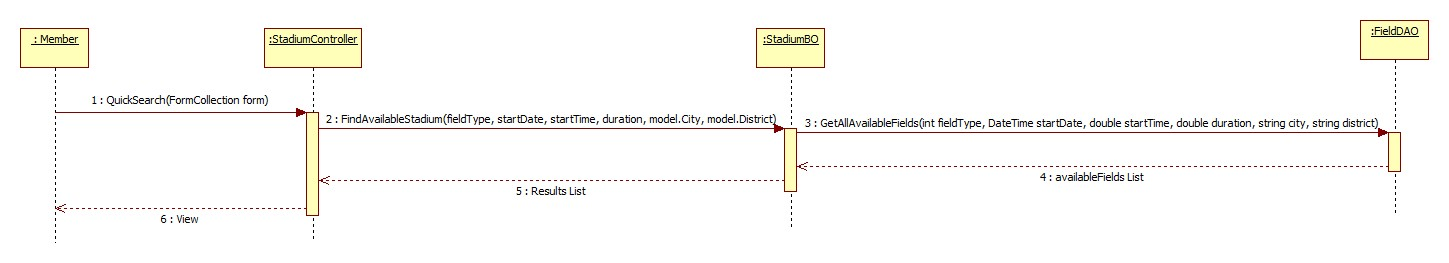 : Member
:StadiumController
:StadiumBO
:FieldDAO
1 : QuickSearch(FormCollection form)
2 : FindAvailableStadium(fieldType, startDate, startTime, duration, model.City, model.District)
3 : GetAllAvailableFields(int fieldType, DateTime startDate, double startTime, double duration, string city, string district)
4 : availableFields List
5 : Results List
6 : View